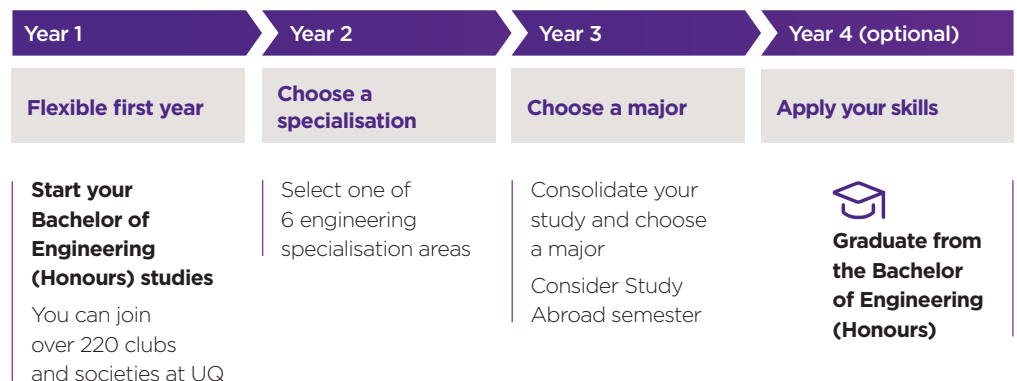 Year 1
Year 2
Year 3
Year 4 (optional)
Flexible first year
Choose a
specialisation
Choose a major
Apply your skills
Start your
Bachelor of
Engineering
(Honours) studies
You can join
over 220 clubs
and societies at UQ
Select one of
6 engineering
specialisation areas
Consolidate your
study and choose
a major
Consider Study
Abroad semester
Graduate from
the Bachelor
of Engineering
(Honours)